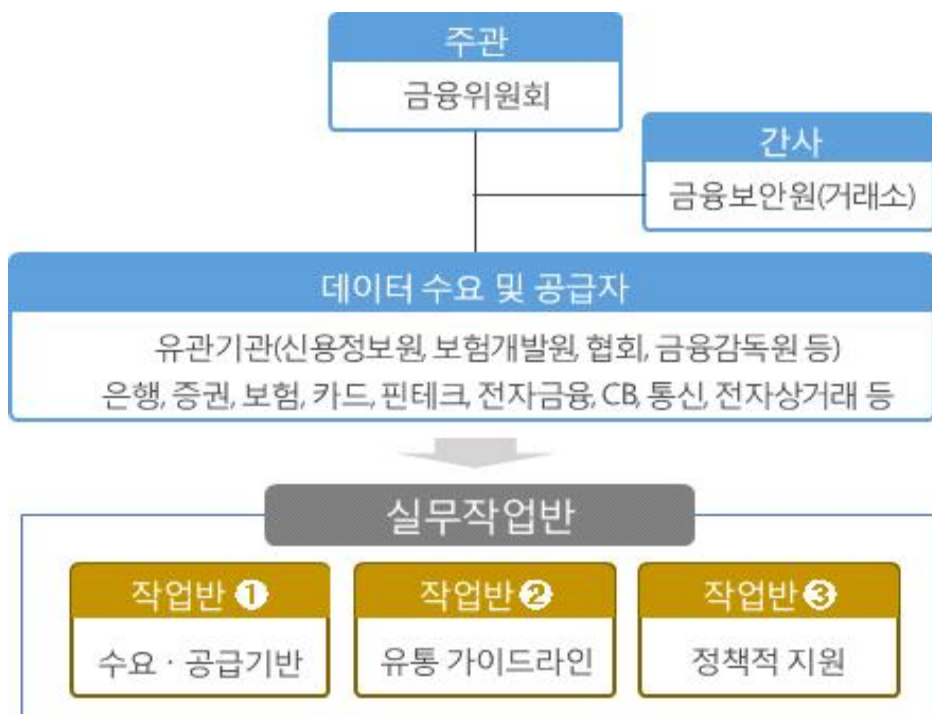 주관
금융위원회
간사
금융보안원(거래소)
데이터 수요 및 공급자
유관기관(신용정보원, 보험개발원, 협회, 금융감독원 등)
은행, 증권, 보험, 카드, 핀테크, 전자금융, CB, 통신, 전자상거래 등
실무작업반
작업반 ❶
수요 · 공급기반
작업반 ❷
유통 가이드라인
작업반 ❸
정책적 지원